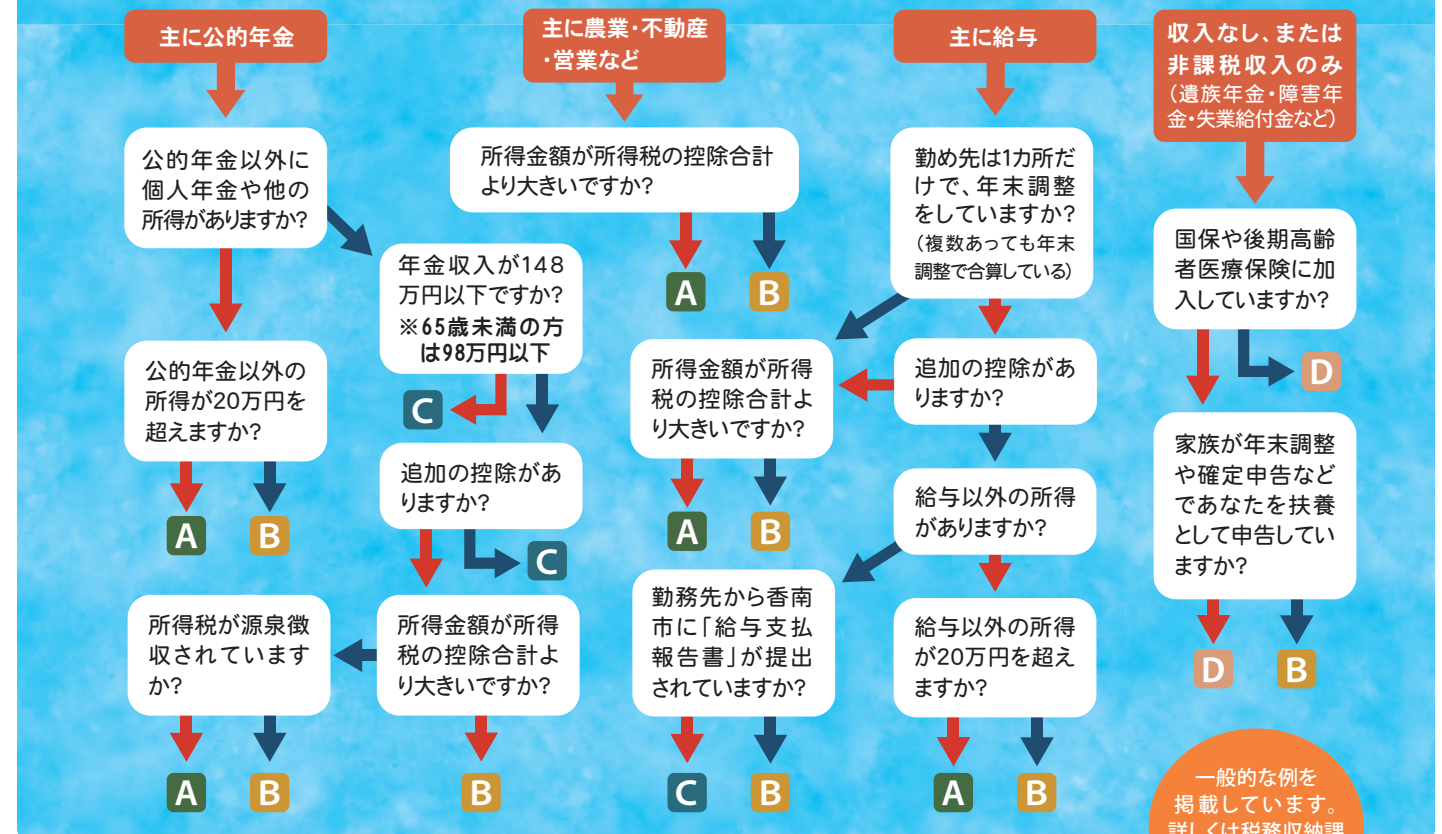 主に公的年金
公的年金以外に
個人年金や他の
所得がありますか?
年金収入が148
万円以下ですか?
※65歳未満の方
は98万円以下
C
公的年金以外の
所得が20万円を
超えますか?
A
B
追加の控除があ
りますか?
C
所得金額が所得
税の控除合計よ
り大きいですか?
B
所得税が源泉徴
収されています
か?
A
B
主に農業・不動産
・営業など
所得金額が所得税の控除合計
より大きいですか?
A
B
主に給与
勤め先は1カ所だ
けで、年末調整
をしていますか?
(複数あっても年末
調整で合算している)
追加の控除があ
りますか?
所得金額が所得
税の控除合計よ
り大きいですか?
A
B
給与以外の所得
がありますか?
勤務先から香南
市に「給与支払
報告書」が提出
されていますか?
C
B
給与以外の所得
が20万円を超え
ますか?
A
B
収入なし、または
非課税収入のみ
(遺族年金・障害年
金・失業給付金など)
国保や後期高齢
者医療保険に加
入していますか?
D
家族が年末調整
や確定申告など
であなたを扶養
として申告してい
ますか?
D
B
一般的な例を
掲載しています。
詳しくは税務収納課